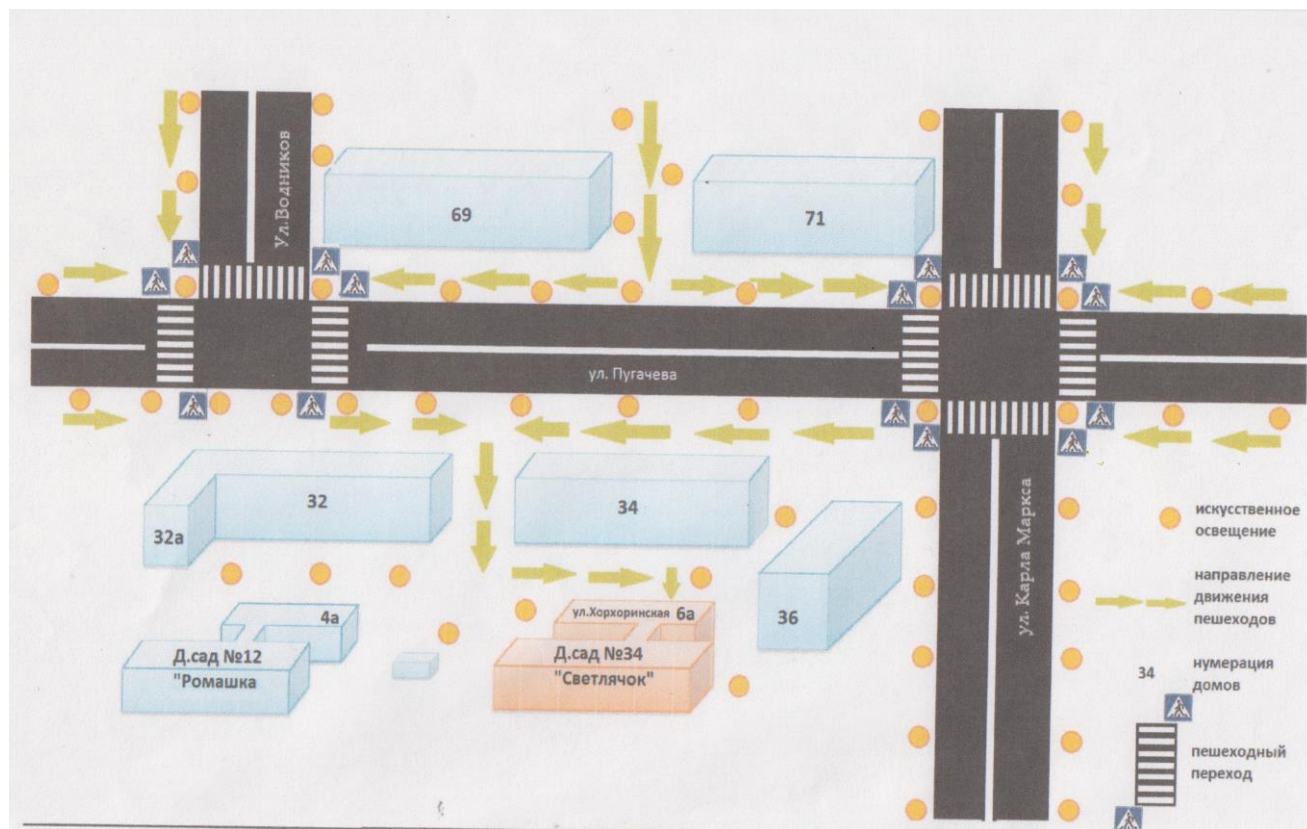 Ул.Водников
69
71
ул. Пугачева
32
32а
34
36
ул. Карла Маркса
искусственное
освещение
направление
движения
пешеходов
34
нумерация
домов
пешеходный
переход
4а
Д.сад №12
"Ромашка
ул.Хорхоринская 6а
Д.сад №34
"Светлячок"